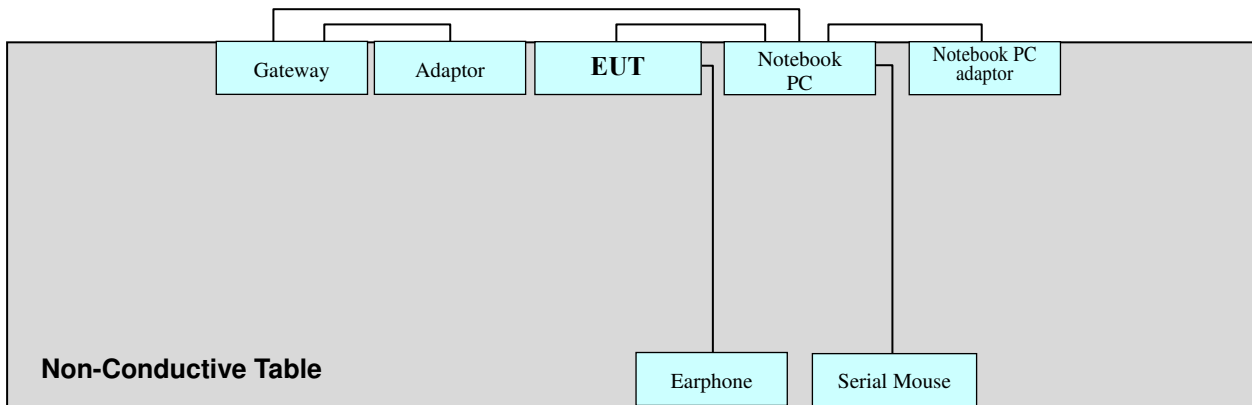 Gateway
Adaptor
EUT
Notebook
PC
Notebook PC
adaptor
Non-Conductive Table
Earphone
Serial Mouse